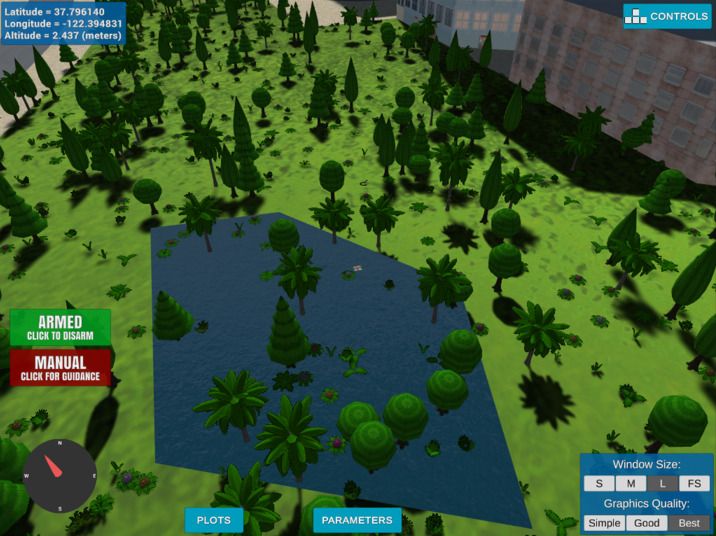 Latitude = 37.796140
Longitude = -122.394831
Altitude = 2.437 (meters)
CONTROLS
ARMED
CLICK TO DISARM
MANUAL
CLICK FOR GUIDANCE
N
W E
S
PLOTS
PARAMETERS
Window Size:
S M L FS
Graphics Quality:
Simple Good Best